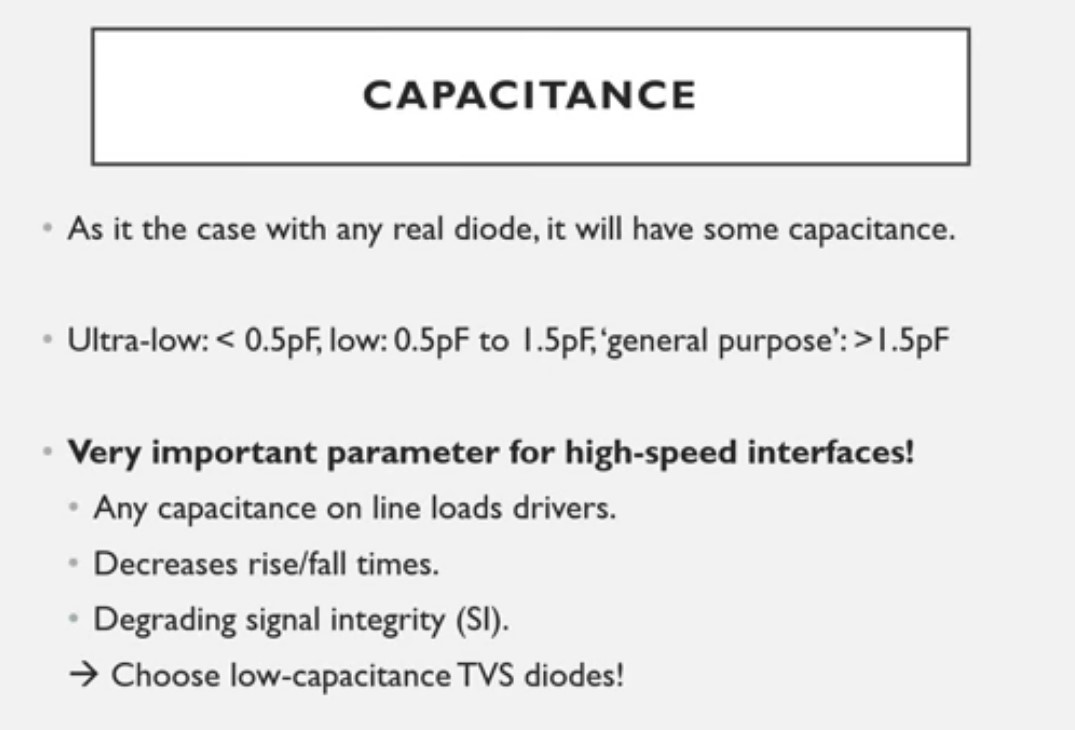 CAPACITANCE
• As it the case with any real diode, it will have some capacitance.
• Ultra-low: < 0.5pF, low: 0.5pF to 1.5pF, ‘general purpose’: >1.5pF
• Very important parameter for high-speed interfaces!
• Any capacitance on line loads drivers.
• Decreases rise/fall times.
• Degrading signal integrity (SI).
→ Choose low-capacitance TVS diodes!